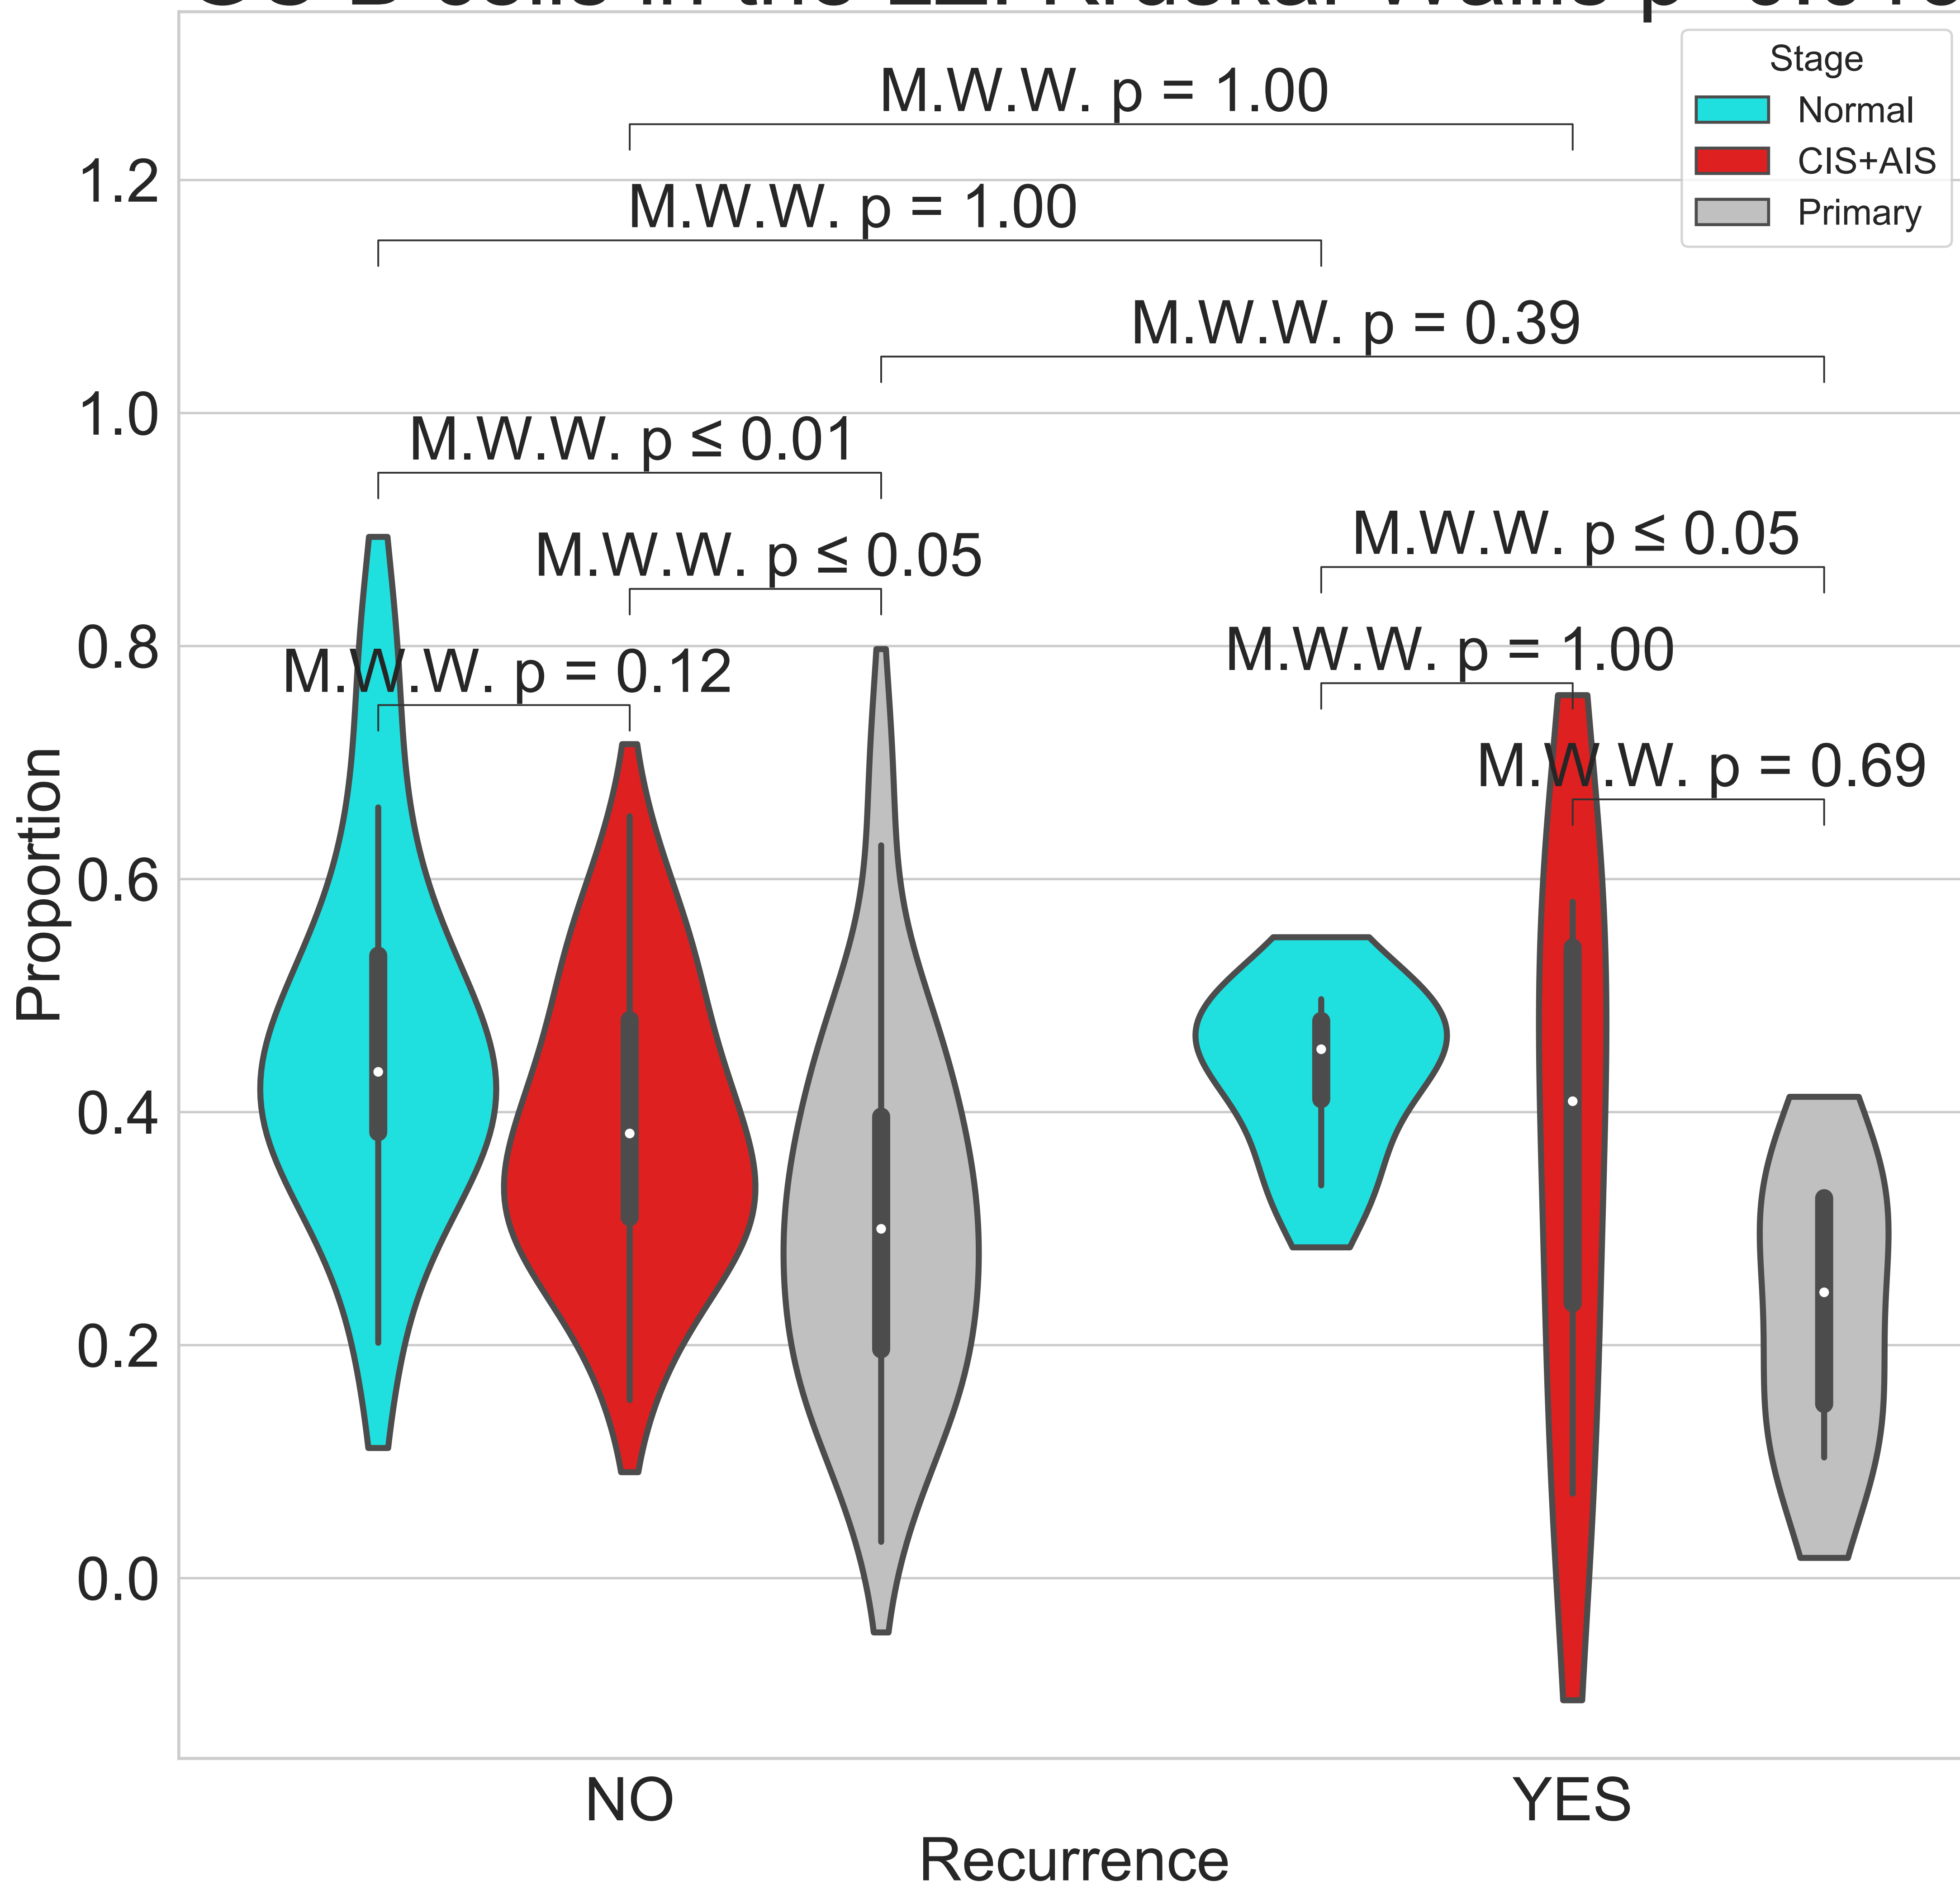 Stage
Normal
CIS+AIS
Primary
M.W.W. p = 1.00
M.W.W. p = 1.00
M.W.W. p = 0.39
M.W.W. p ≤ 0.01
M.W.W. p ≤ 0.05
M.W.W. p = 0.12
M.W.W. p ≤ 0.05
M.W.W. p = 1.00
M.W.W. p = 0.69
1.2
1.0
0.8
0.6
0.4
0.2
0.0
Proportion
NO
YES
Recurrence